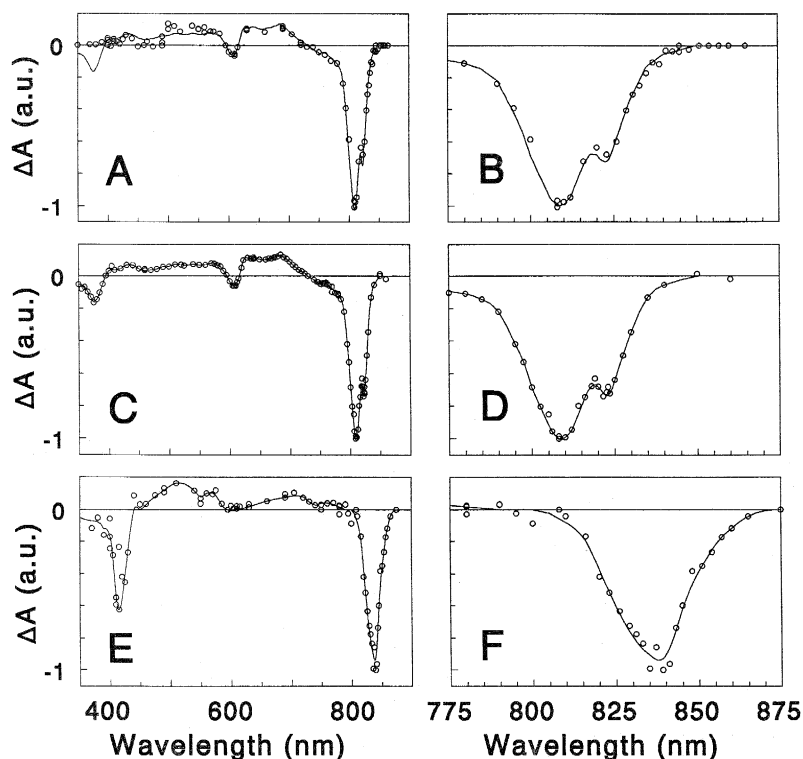 0
ΔA (a.u.)
-1
A
B
0
ΔA (a.u.)
-1
C
D
0
ΔA (a.u.)
-1
E
F
400 600 800 775 800 825 850 875
Wavelength (nm) Wavelength (nm)